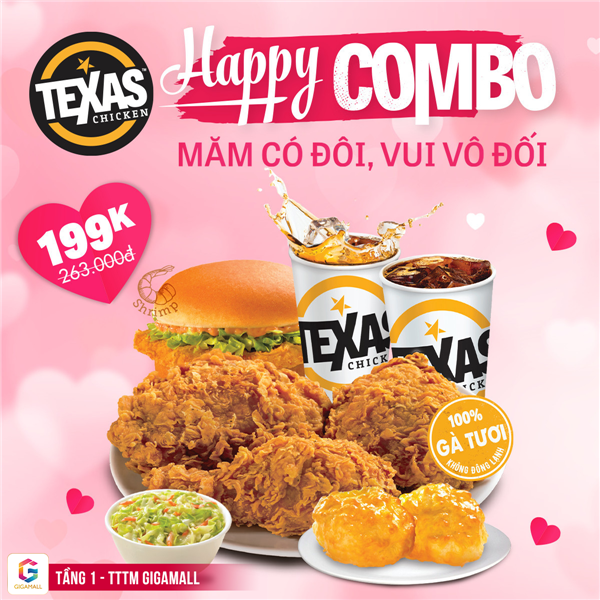 TEXAS
CHICKEN
Happy COMBO
MĂM CÓ ĐÔI, VUI VÔ ĐỐI
199K
263.000đ
Shrimp
TEXAS
CHICKEN
TEXAS
CHICKEN
100%
GÀ TƯƠI
KHÔNG ĐÔNG LẠNH
GIGAMALL
TẦNG 1 - TTTM GIGAMALL